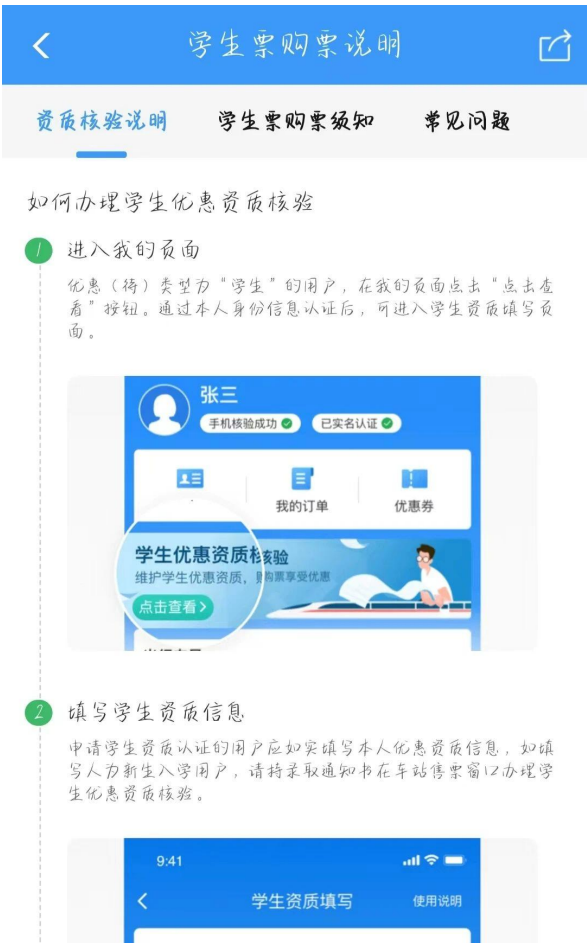 学生票购票说明
资质核验说明 学生票购票须知 常见问题
如何办理学生优惠资质核验
1 进入我的页面
优惠（待）类型为“学生”的用户，在我的页面点击“点击查
看”按钮。通过本人身份信息认证后，可进入学生资质填写页
面。
张三
手机核验成功 已实名认证
我的订单 优惠券
学生优惠资质核验
维护学生优惠资质，购票享受优惠
点击查看>
2 填写学生资质信息
申请学生资质认证的用户应如实填写本人优惠资质信息，如填
写人为新生入学用户，请持录取通知书在车站售票窗口办理学
生优惠资质核验。
9:41
学生资质填写 使用说明